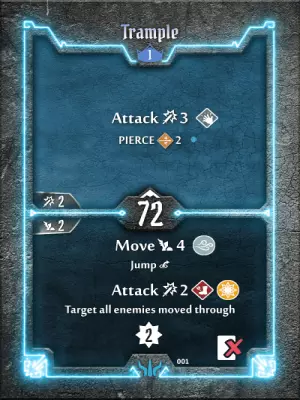 Trample
1
Attack 3
PIERCE 2
2
72
2
Move 4
Jump
Attack 2
Target all enemies moved through
2
001